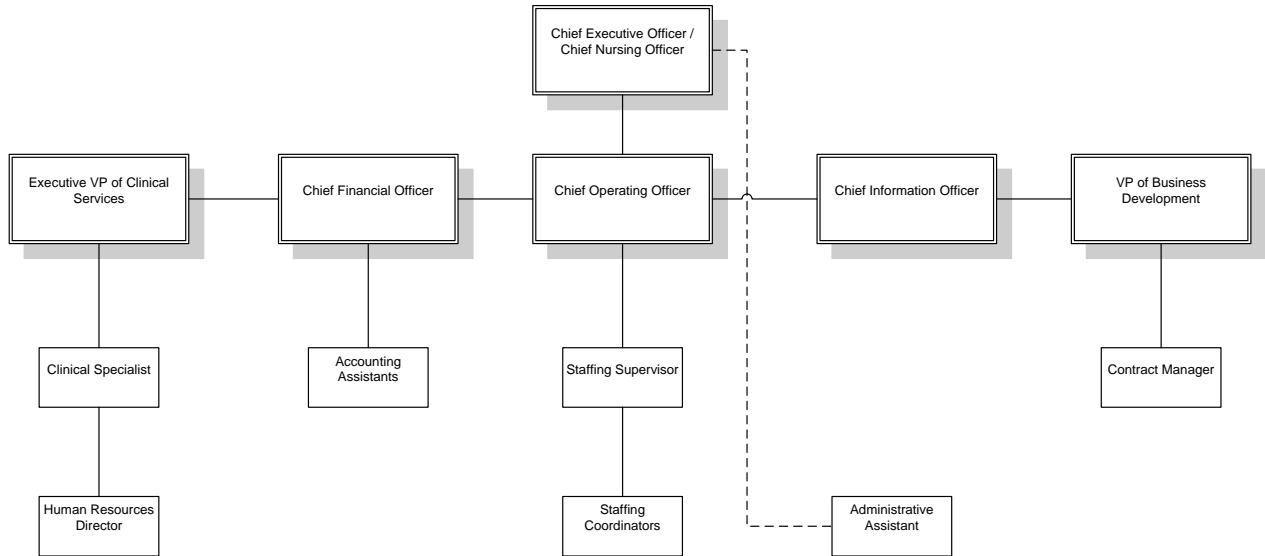 Chief Executive Officer /
Chief Nursing Officer
Executive VP of Clinical
Services
Chief Financial Officer
Chief Operating Officer
Chief Information Officer
VP of Business
Development
Clinical Specialist
Accounting
Assistants
Staffing Supervisor
Contract Manager
Human Resources
Director
Staffing
Coordinators
Administrative
Assistant